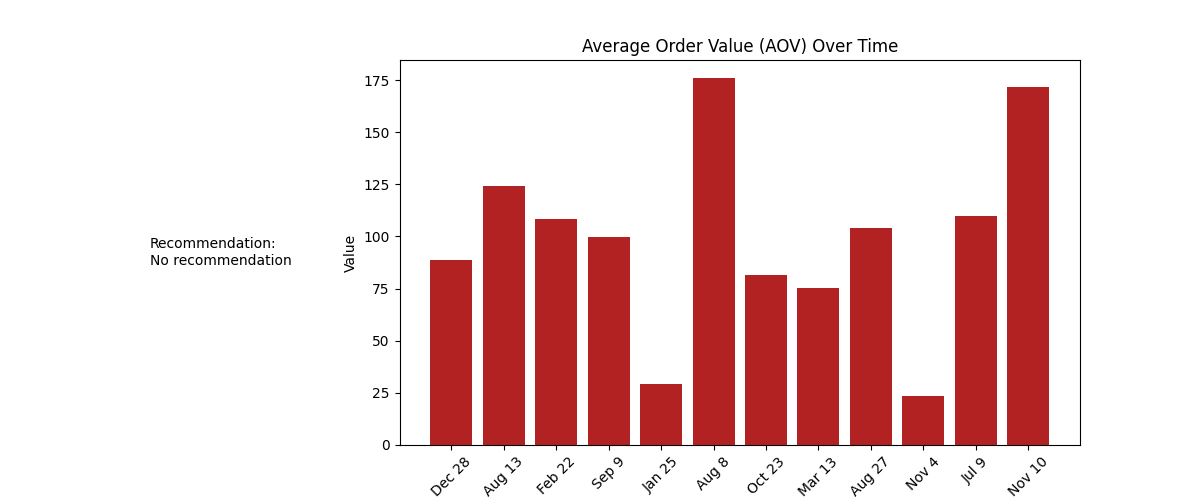 Average Order Value (AOV) Over Time
Recommendation:
No recommendation
Value
175
150
125
100
75
50
25
0
Dec 28
Aug 13
Feb 22
Sep 9
Jan 25
Aug 8
Oct 23
Mar 13
Aug 27
Nov 4
Jul 9
Nov 10